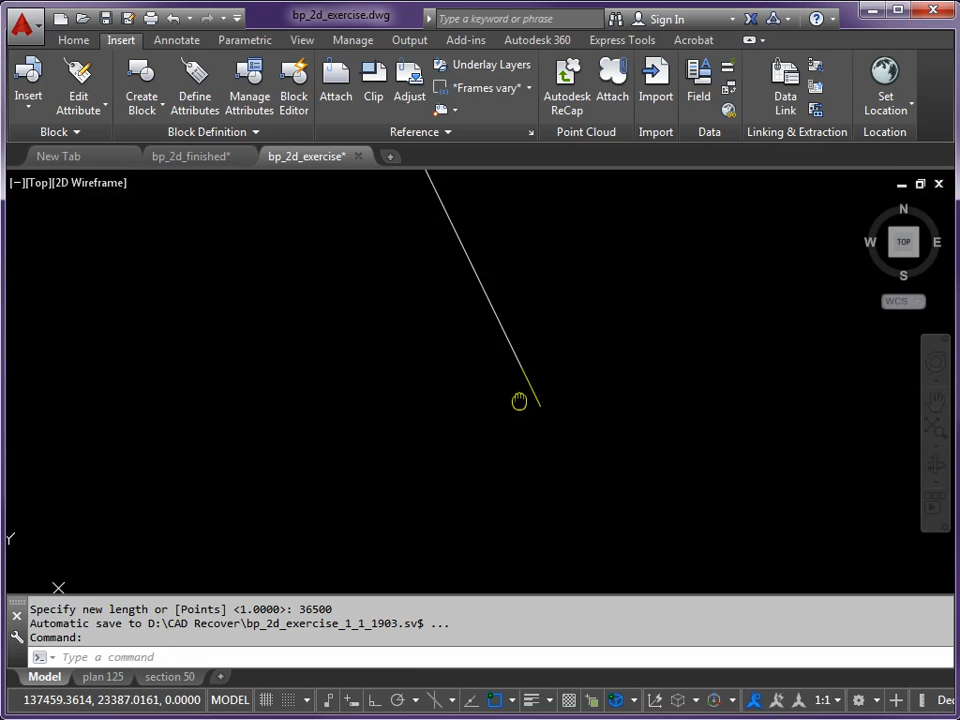 bp_2d_exercise.dwg
Type a keyword or phrase
Sign In
Home Insert Annotate Parametric View Manage Output Add-ins Autodesk 360 Express Tools Acrobat
Insert
Edit
Attribute
Block
Create
Block
Define
Attributes
Manage
Attributes
Block
Editor
Block Definition
Attach
Clip
Adjust
Underlay Layers
*Frames vary*
Reference
Autodesk
ReCap
Attach
Point Cloud
Import
Import
Field
Data
Data
Link
Linking & Extraction
Set
Location
Location
New Tab
bp_2d_finished*
bp_2d_exercise*
[−][Top][2D Wireframe]
N
W TOP E
S
WCS
Y
X
Specify new length or [Points] <1.0000>: 36500
Automatic save to D:\CAD Recover\bp_2d_exercise_1_1_1903.sv$ ...
Command:
Type a command
Model plan 125 section 50
137459.3614, 23387.0161, 0.0000 MODEL 1:1 Dec